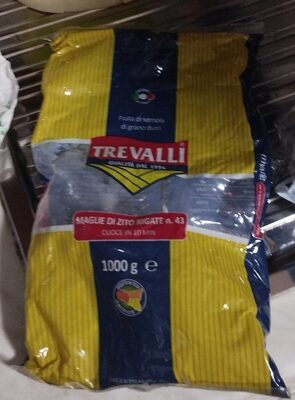 Pasta di semola
di grano duro
TREVALLI
QUALITÀ DAL 1994
MAGLIE DI ZITO RIGATE n. 43
CUOCE IN 10 MIN
1000 g e